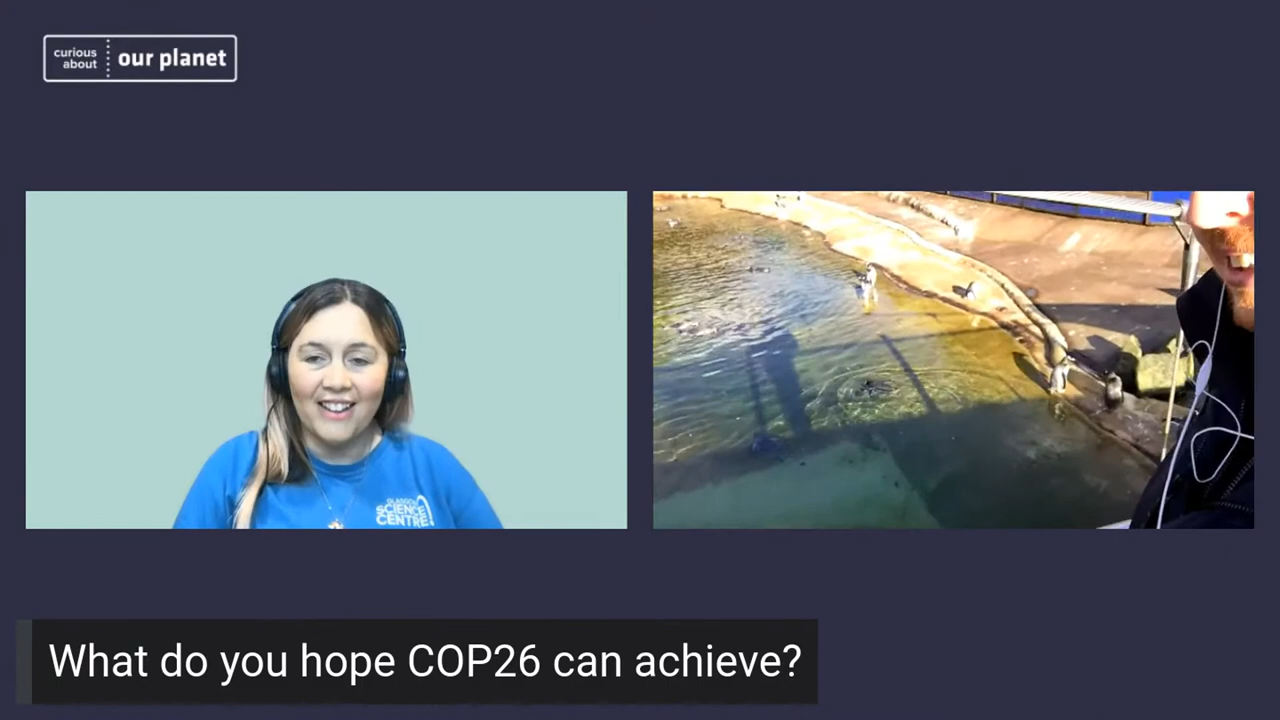 curious
about
our planet
GLASGOW
SCIENCE
CENTRE
What do you hope COP26 can achieve?